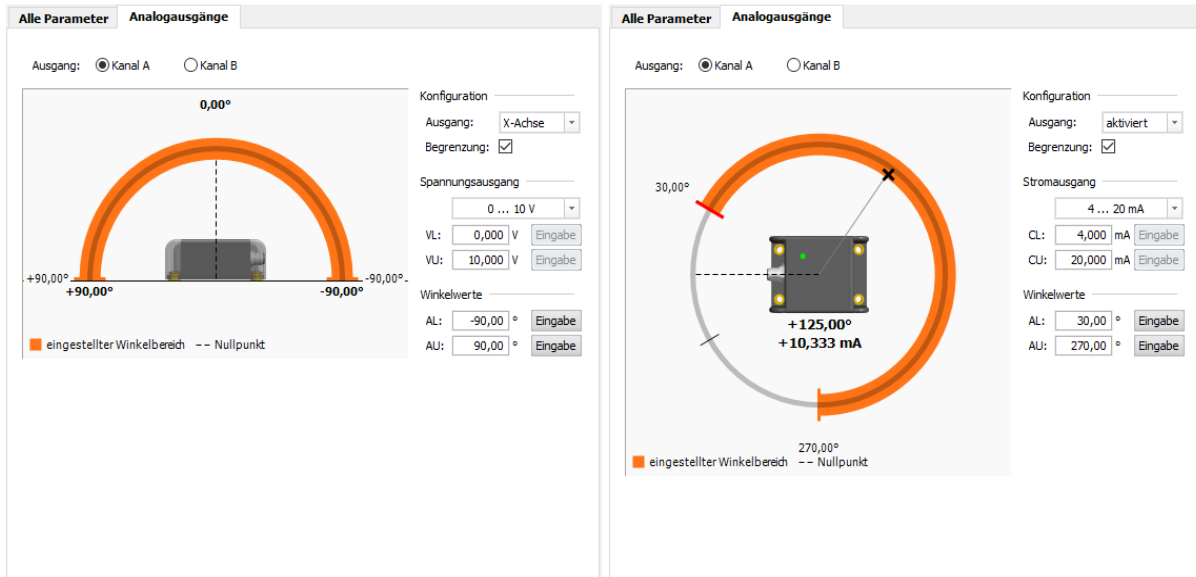 Alle Parameter Analogausgänge
Ausgang: Kanal A Kanal B
0,00°
+90,00° -90,00°
+90,00° -90,00°
eingestellter Winkelbereich -- Nullpunkt
Konfiguration
Ausgang: X-Achse
Begrenzung:
Spannungsausgang
0 ... 10 V
VL: 0,000 V Eingabe
VU: 10,000 V Eingabe
Winkelwerte
AL: -90,00 ° Eingabe
AU: 90,00 ° Eingabe
Alle Parameter Analogausgänge
Ausgang: Kanal A Kanal B
30,00°
+125,00°
+10,333 mA
270,00°
eingestellter Winkelbereich -- Nullpunkt
Konfiguration
Ausgang: aktiviert
Begrenzung:
Stromausgang
4 ... 20 mA
CL: 4,000 mA Eingabe
CU: 20,000 mA Eingabe
Winkelwerte
AL: 30,00 ° Eingabe
AU: 270,00 ° Eingabe